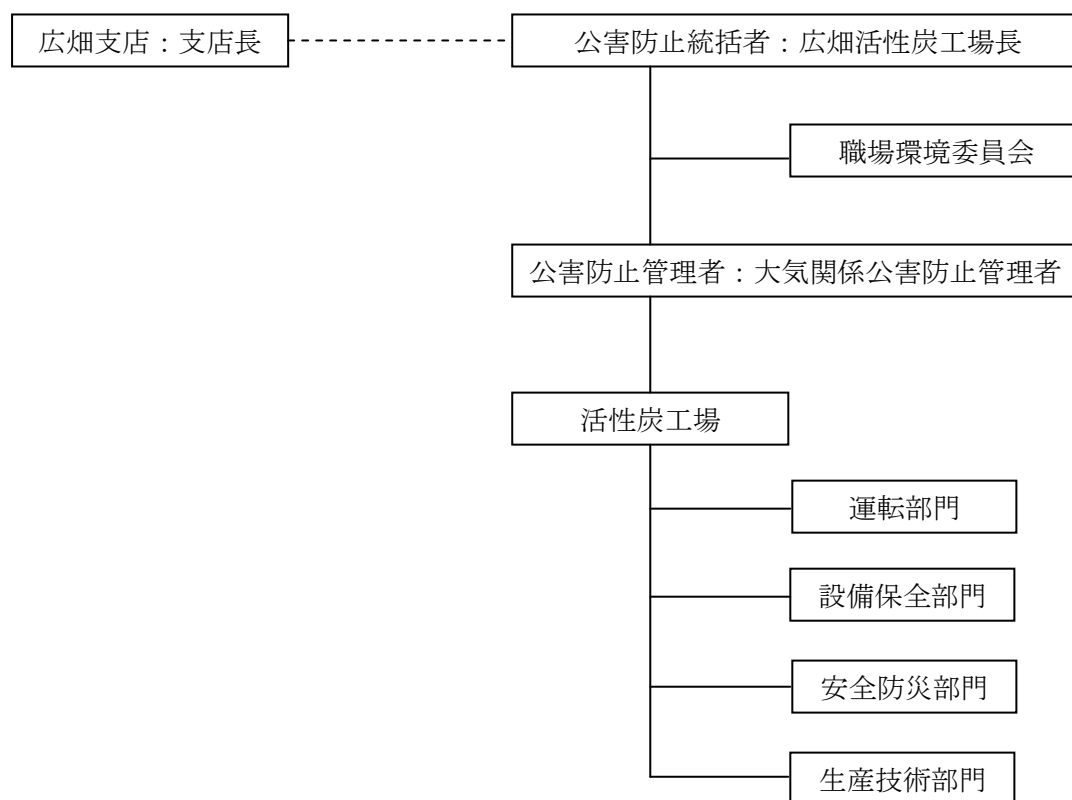 広畑支店：支店長
公害防止統括者：広畑活性炭工場長
職場環境委員会
公害防止管理者：大気関係公害防止管理者
活性炭工場
運転部門
設備保全部門
安全防災部門
生産技術部門